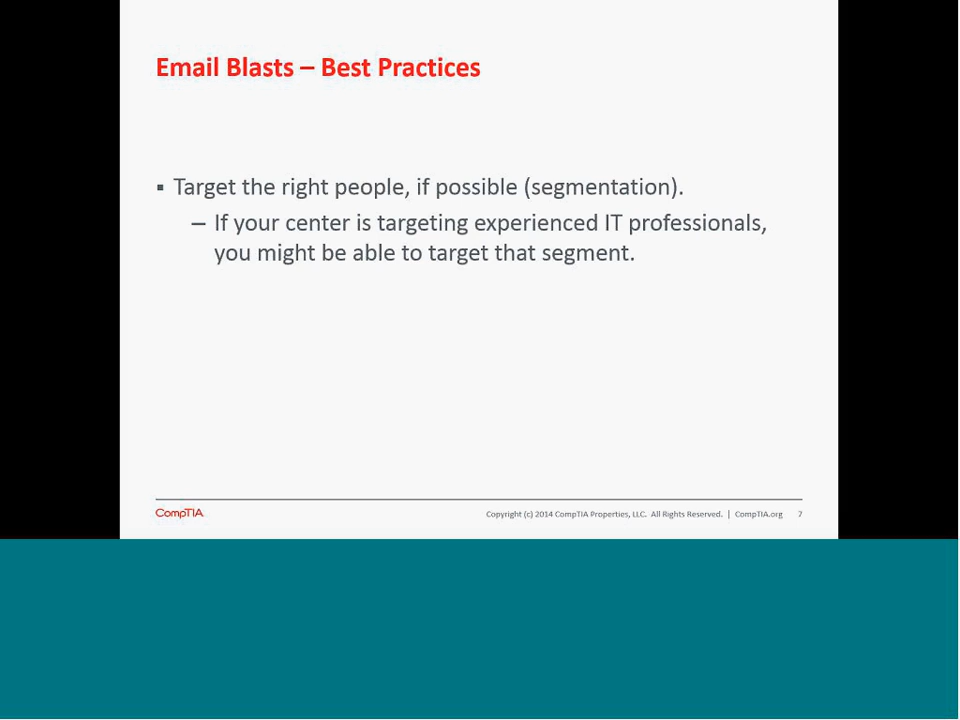 Email Blasts – Best Practices
▪ Target the right people, if possible (segmentation).
– If your center is targeting experienced IT professionals,
you might be able to target that segment.
CompTIA
Copyright (c) 2014 CompTIA Properties, LLC. All Rights Reserved. | CompTIA.org 7